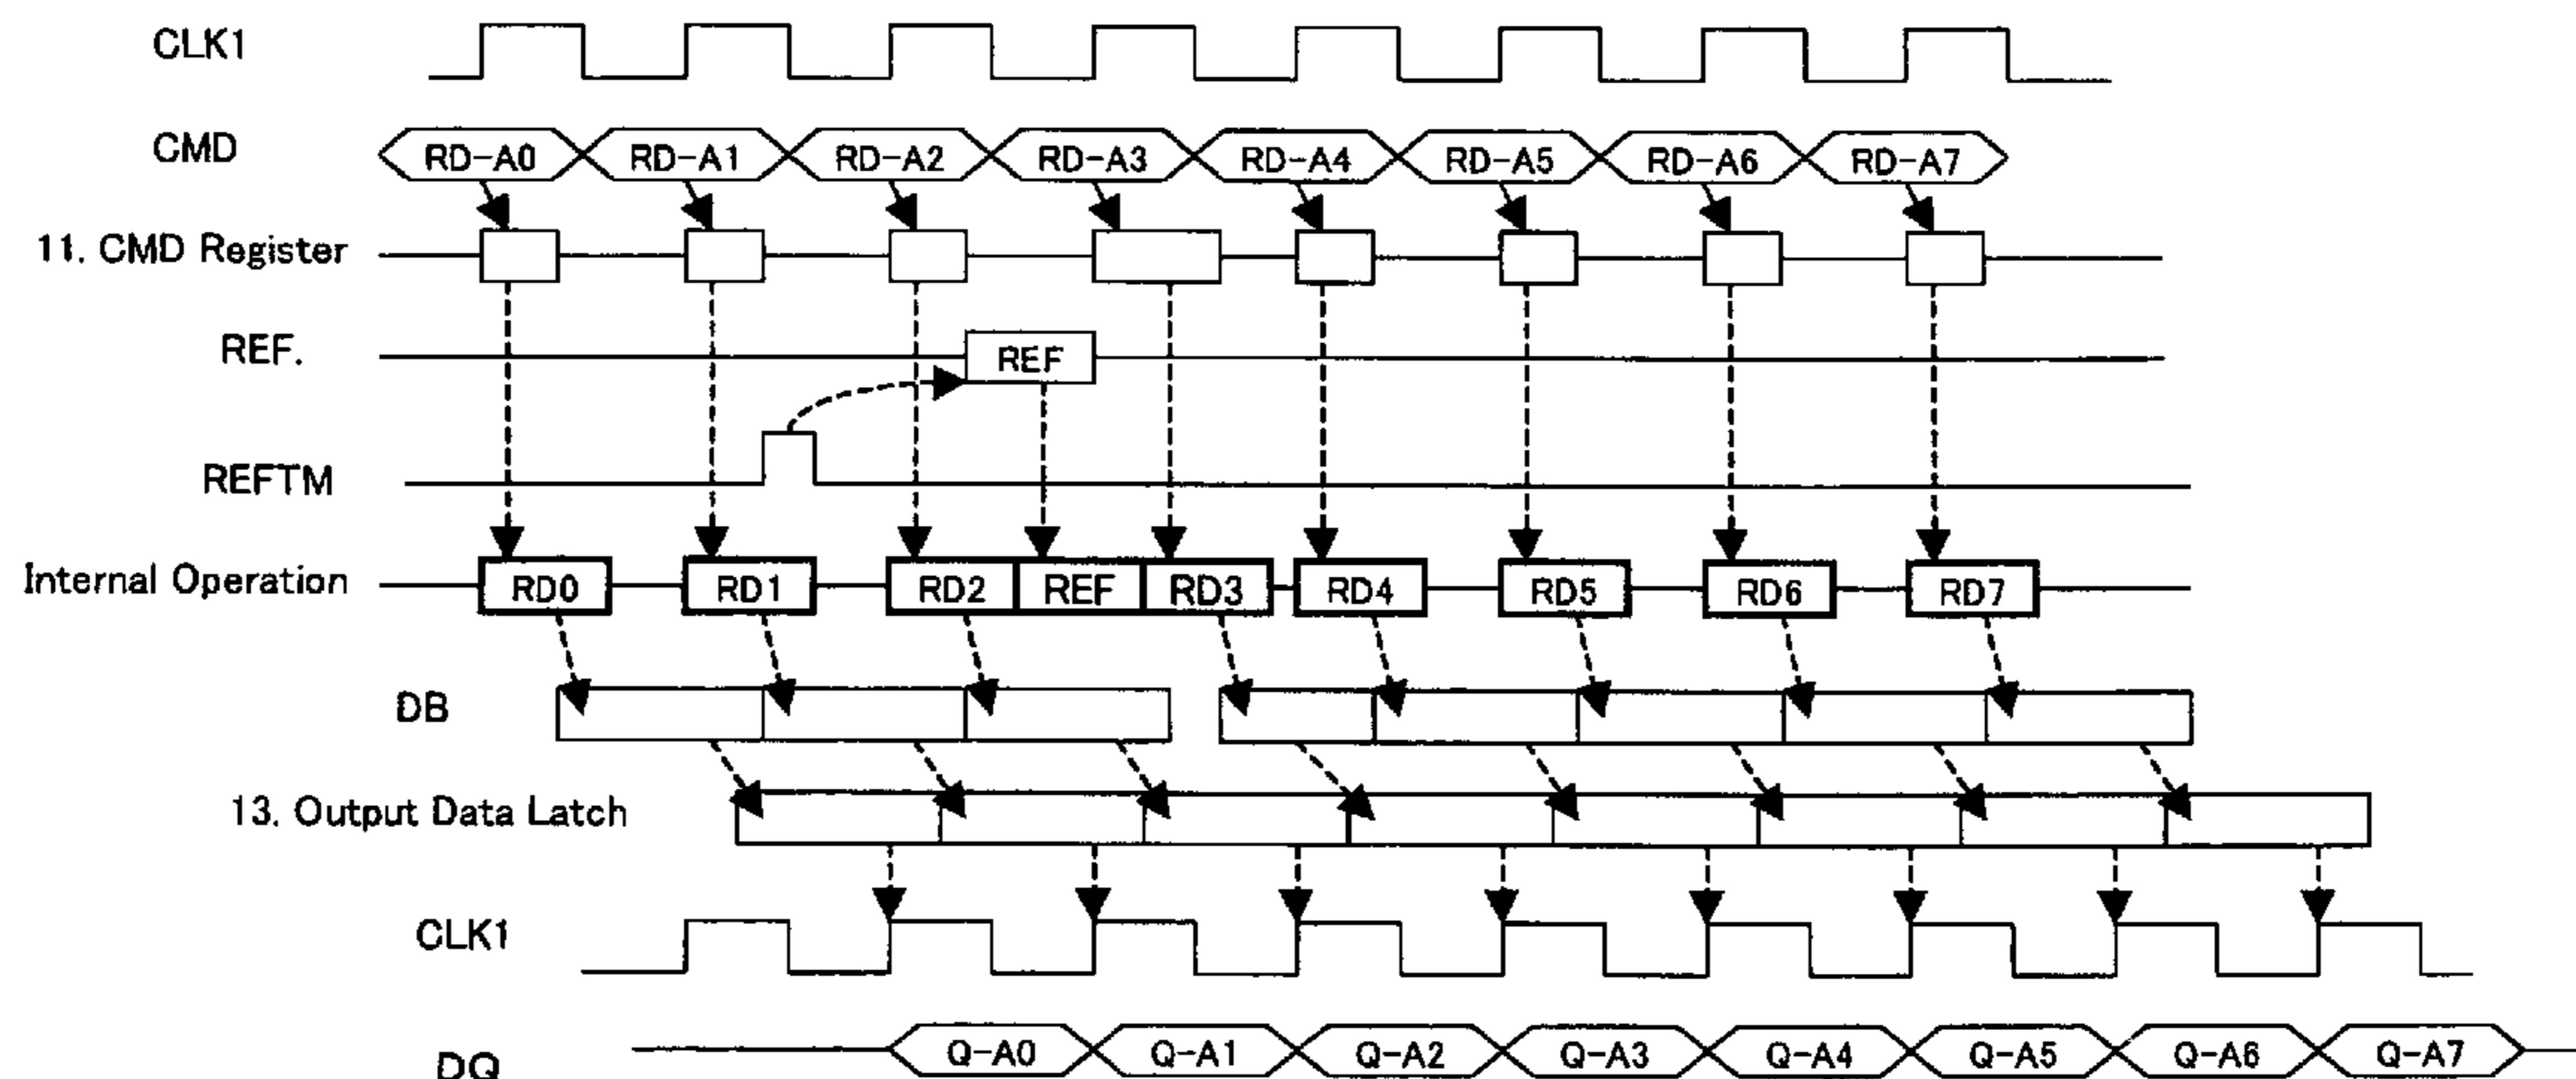 CLK1
CMD RD-A0 RD-A1 RD-A2 RD-A3 RD-A4 RD-A5 RD-A6 RD-A7
11. CMD Register
REF. REF
REFTM
Internal Operation RD0 RD1 RD2 REF RD3 RD4 RD5 RD6 RD7
DB
13. Output Data Latch
CLK1
DQ Q-A0 Q-A1 Q-A2 Q-A3 Q-A4 Q-A5 Q-A6 Q-A7